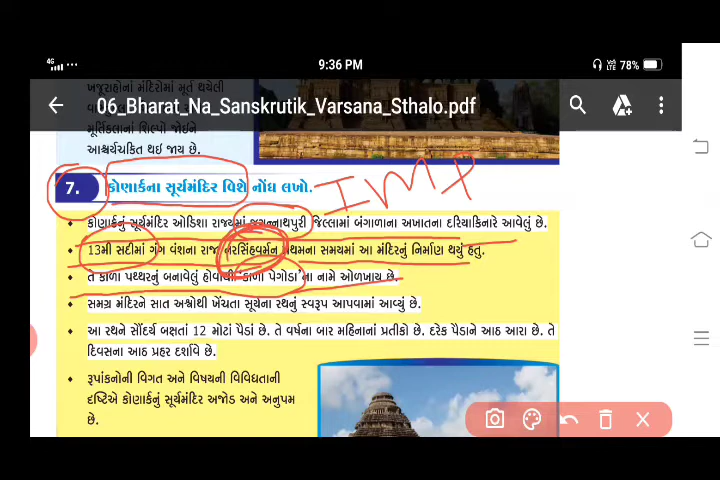 4G
9:36 PM
78%
ખજૂરાહોનાં મંદિરોમાં મૂર્ત થયેલી
મૂર્તિકલાનાં શિલ્પો જોઈને
આશ્ચર્યચકિત થઈ જાય છે.
06_Bharat_Na_Sanskrutik_Varsana_Sthalo.pdf
7. કોણાર્કના સૂર્યમંદિર વિશે નોંધ લખો.
IMP
• કોણાર્કનું સૂર્યમંદિર ઓડિશા રાજ્યમાં જગન્નાથપુરી જિલ્લામાં બંગાળાના અખાતના દરિયાકિનારે આવેલું છે.
• 13મી સદીમાં ગંગ વંશના રાજા નરસિંહવર્મન પ્રથમના સમયમાં આ મંદિરનું નિર્માણ થયું હતું.
• તે કાળા પથ્થરનું બનાવેલું હોવાથી 'કાળા પેગોડા'ના નામે ઓળખાય છે.
• સમગ્ર મંદિરને સાત અશ્વોથી ખેંચતા સૂર્યના રથનું સ્વરૂપ આપવામાં આવ્યું છે.
• આ રથને સૌંદર્ય બક્ષતાં 12 મોટાં પૈડાં છે. તે વર્ષના બાર મહિનાનાં પ્રતીકો છે. દરેક પૈડાને આઠ આરા છે. તે
દિવસના આઠ પ્રહર દર્શાવે છે.
• રૂપાંકનોની વિગત અને વિષયની વિવિધતાની
દૃષ્ટિએ કોણાર્કનું સૂર્યમંદિર અજોડ અને અનુપમ
છે.